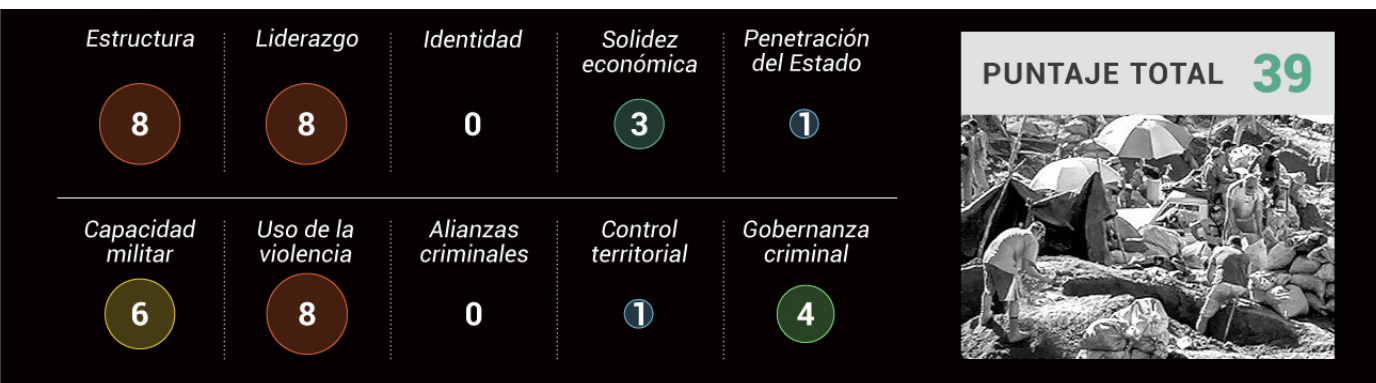 Estructura
Liderazgo
Identidad
Solidez
económica
Penetración
del Estado
8
8
0
3
1
Capacidad
militar
Uso de la
violencia
Alianzas
criminales
Control
territorial
Gobernanza
criminal
6
8
0
1
4
PUNTAJE TOTAL 39